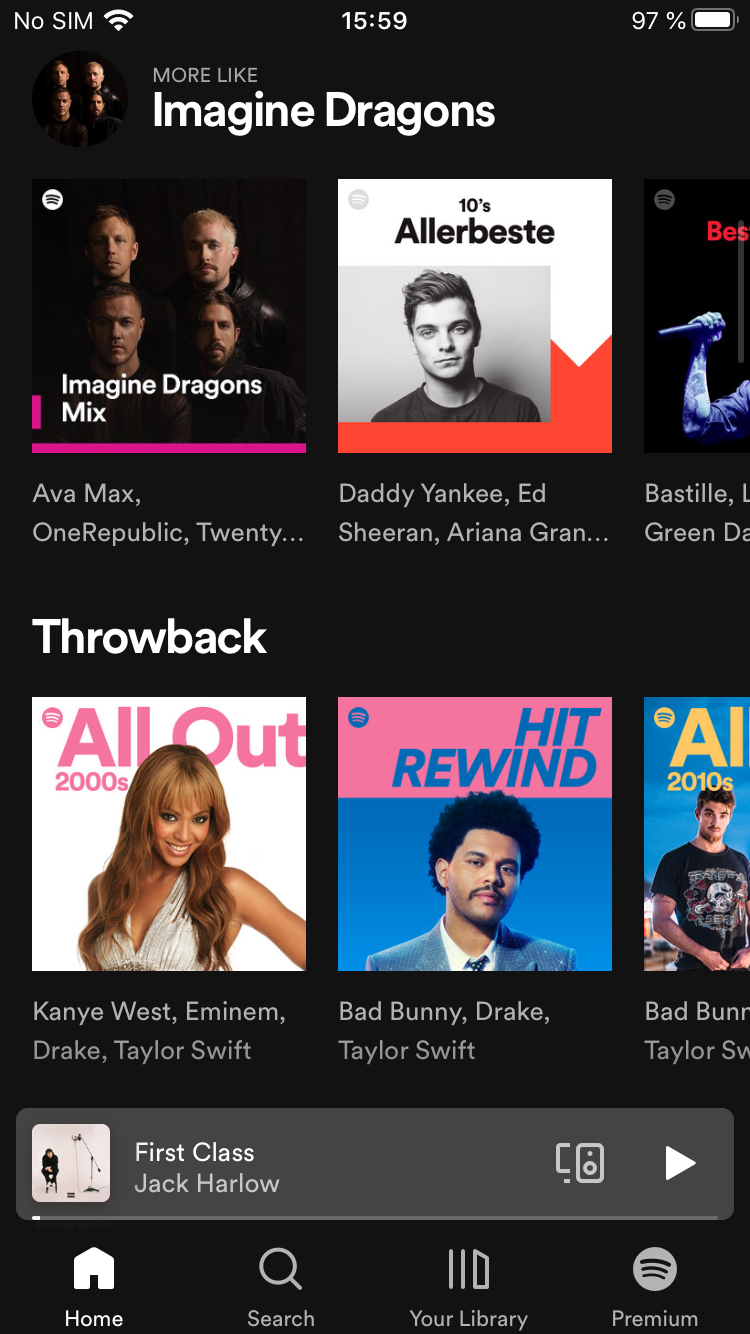 No SIM 15:59 97 %
MORE LIKE
Imagine Dragons
10's
Allerbeste
Imagine Dragons
Mix
Ava Max,
OneRepublic, Twenty...
Daddy Yankee, Ed
Sheeran, Ariana Gran...
Bastille, L
Green Da
Throwback
All Out
2000s
HIT
REWIND
Al
2010s
Kanye West, Eminem,
Drake, Taylor Swift
Bad Bunny, Drake,
Taylor Swift
Bad Bunn
Taylor Sw
First Class
Jack Harlow
Home
Search
Your Library
Premium